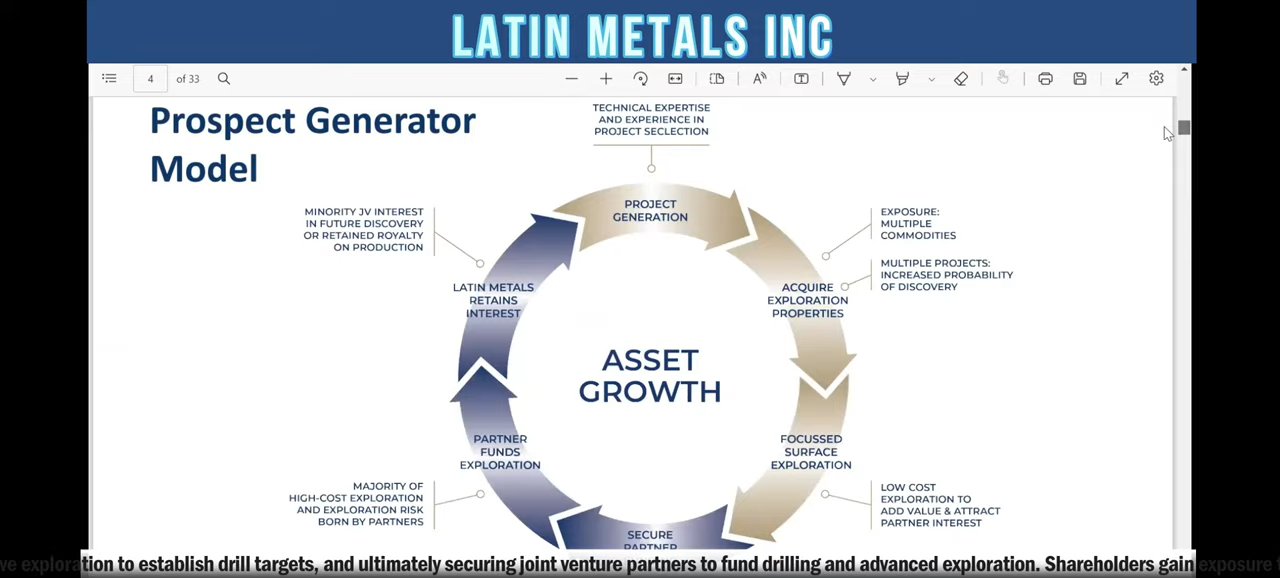 LATIN METALS INC
4 of 33
Prospect Generator
Model
TECHNICAL EXPERTISE
AND EXPERIENCE IN
PROJECT SECLECTION
PROJECT
GENERATION
EXPOSURE:
MULTIPLE
COMMODITIES
MULTIPLE PROJECTS:
INCREASED PROBABILITY
OF DISCOVERY
ACQUIRE
EXPLORATION
PROPERTIES
FOCUSSED
SURFACE
EXPLORATION
LOW COST
EXPLORATION TO
ADD VALUE & ATTRACT
PARTNER INTEREST
SECURE
PARTNER
PARTNER
FUNDS
EXPLORATION
MAJORITY OF
HIGH-COST EXPLORATION
AND EXPLORATION RISK
BORN BY PARTNERS
LATIN METALS
RETAINS
INTEREST
MINORITY JV INTEREST
IN FUTURE DISCOVERY
OR RETAINED ROYALTY
ON PRODUCTION
ASSET
GROWTH
ve exploration to establish drill targets, and ultimately securing joint venture partners to fund drilling and advanced exploration. Shareholders gain exposure